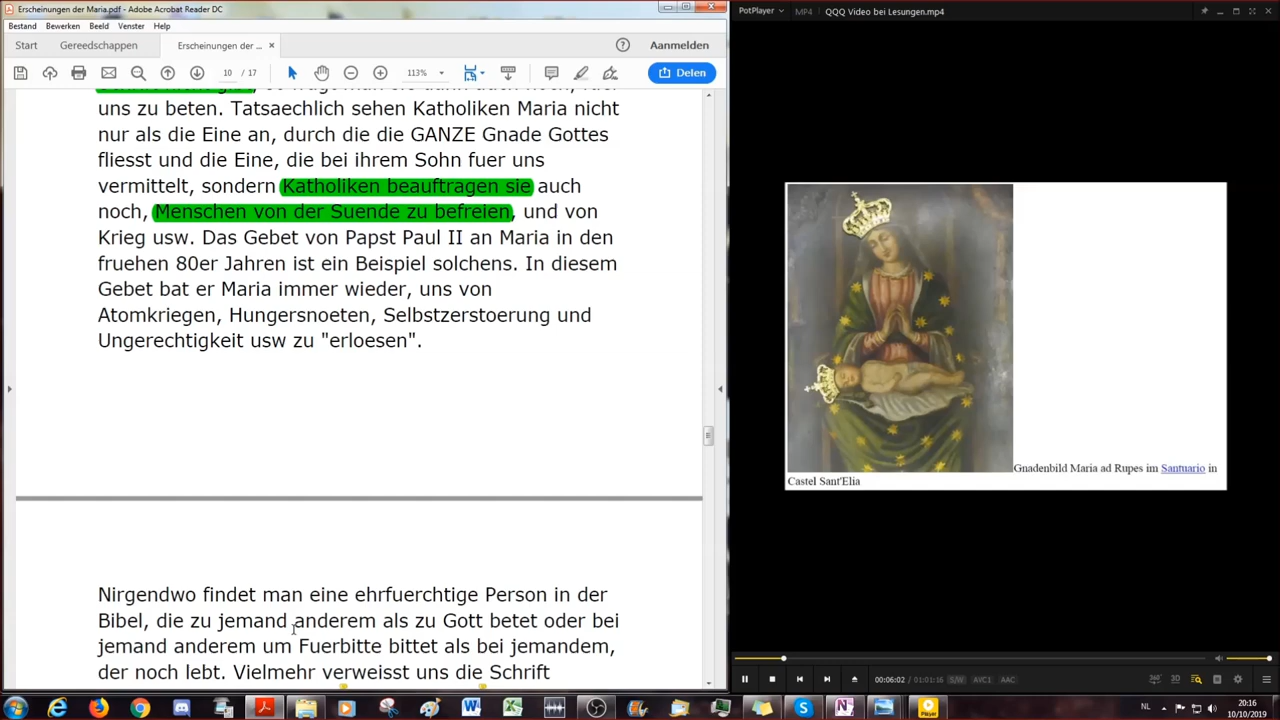 Erscheinungen der Maria.pdf - Adobe Acrobat Reader DC
Bestand Bewerken Beeld Venster Help
Start Gereedschappen Erscheinungen der ... × Aanmelden
10 / 17 113% Delen
uns zu beten. Tatsaechlich sehen Katholiken Maria nicht
nur als die Eine an, durch die die GANZE Gnade Gottes
fliesst und die Eine, die bei ihrem Sohn fuer uns
vermittelt, sondern Katholiken beauftragen sie auch
noch, Menschen von der Suende zu befreien, und von
Krieg usw. Das Gebet von Papst Paul II an Maria in den
fruehen 80er Jahren ist ein Beispiel solchens. In diesem
Gebet bat er Maria immer wieder, uns von
Atomkriegen, Hungersnoeten, Selbstzerstoerung und
Ungerechtigkeit usw zu "erloesen".
Nirgendwo findet man eine ehrfuerchtige Person in der
Bibel, die zu jemand anderem als zu Gott betet oder bei
jemand anderem um Fuerbitte bittet als bei jemandem,
der noch lebt. Vielmehr verweisst uns die Schrift
PotPlayer MP4 QQQ Video bei Lesungen.mp4
Gnadenbild Maria ad Rupes im Santuario in
Castel Sant'Elia
00:06:02 / 01:01:16 S/W AVC1 AAC
3D
NL 20:16
10/10/2019